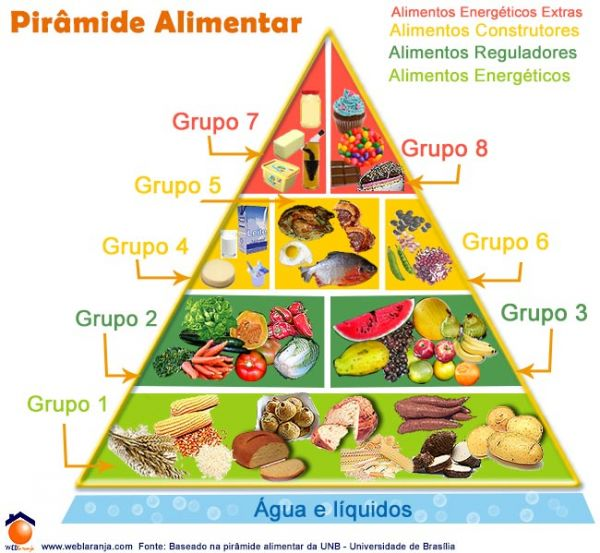 Pirâmide Alimentar
Alimentos Energéticos Extras
Alimentos Construtores
Alimentos Reguladores
Alimentos Energéticos
Grupo 7
Grupo 8
Grupo 5
Grupo 4
Leite
Grupo 6
Grupo 2
Grupo 3
Grupo 1
Água e líquidos
WEBlaranja
www.weblaranja.com Fonte: Baseado na pirâmide alimentar da UNB - Universidade de Brasília